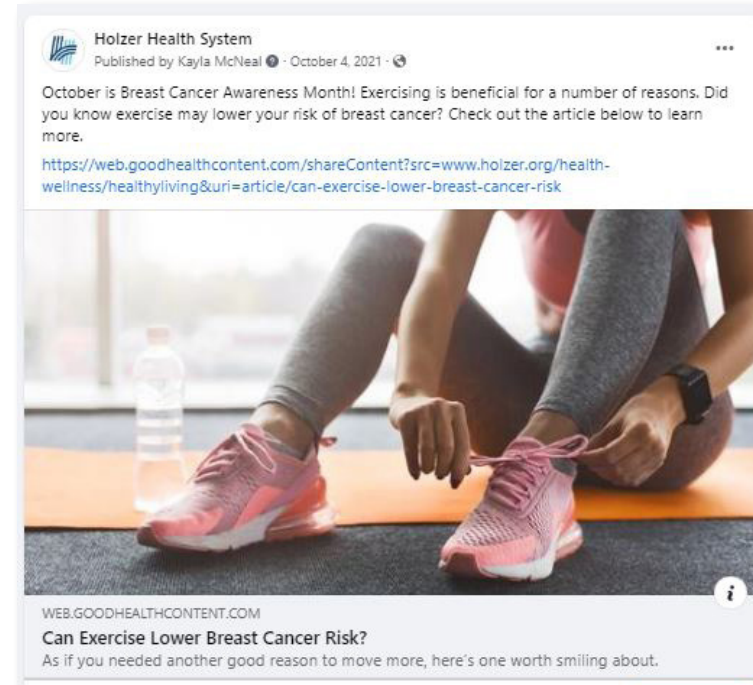 Holzer Health System
Published by Kayla McNeal · October 4, 2021 ·
October is Breast Cancer Awareness Month! Exercising is beneficial for a number of reasons. Did
you know exercise may lower your risk of breast cancer? Check out the article below to learn
more.
https://web.goodhealthcontent.com/shareContent?src=www.holzer.org/health-
wellness/healthyliving&uri=article/can-exercise-lower-breast-cancer-risk
WEB.GOODHEALTHCONTENT.COM
Can Exercise Lower Breast Cancer Risk?
As if you needed another good reason to move more, here's one worth smiling about.